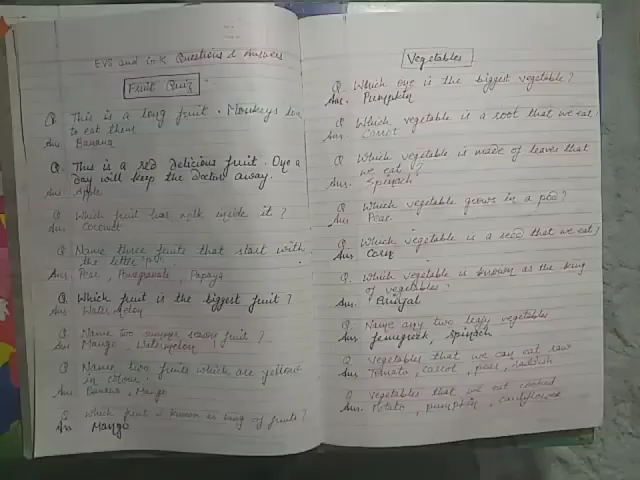 EVS and G.K Questions & Answers
Fruit Quiz
Q This is a long fruit. Monkeys love
to eat them
Ans. Banana
Q. This is a red delicious fruit. One a
day will keep the doctor away.
Ans. Apple
Q Which fruit has milk inside it?
Ans Coconut
Q Name three fruits that start with
the letter "p"
Ans. Pear, Pomegranate, Papaya
Q. Which fruit is the biggest fruit?
Ans Watermelon
Q. Name two summer season fruit?
Ans Mango, Watermelon
Q Name two fruits which are yellow
in colour.
Ans. Banana, Mango
Q which fruit is known as king of fruits?
Ans Mango
Vegetables
Q Which one is the biggest vegetable?
Ans. Pumpkin
Q Which vegetable is a root that we eat
Ans. Carrot
Q Which vegetable is made of leaves that
we eat?
Ans. Spinach
Q Which vegetable grows in a pod?
Ans Peas
Q Which vegetable is a seed that we eat?
Ans Corn
Q. Which vegetable is known as the king
of vegetables.
Ans. Brinjal
Q. Name any two leafy vegetables
Ans. fenugreek, spinach
Q Vegetables that we can eat raw
Ans. Tomato, carrot, peas, raddish
Q Vegetables that we eat cooked
Ans. Potato, pumpkin, cauliflower